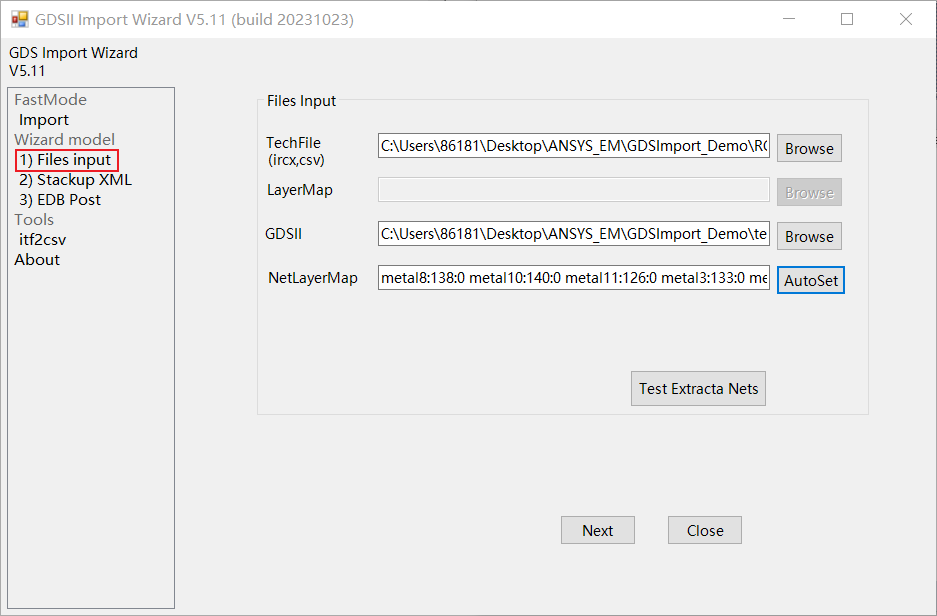 GDSII Import Wizard V5.11 (build 20231023)
GDS Import Wizard
V5.11
FastMode
Import
Wizard model
1) Files input
2) Stackup XML
3) EDB Post
Tools
itf2csv
About
Files Input
TechFile
(ircx,csv)
C:\Users\86181\Desktop\ANSYS_EM\GDSImport_Demo\RC
Browse
LayerMap
Browse
GDSII
C:\Users\86181\Desktop\ANSYS_EM\GDSImport_Demo\te
Browse
NetLayerMap
metal8:138:0 metal10:140:0 metal11:126:0 metal3:133:0 me
AutoSet
Test Extracta Nets
Next
Close